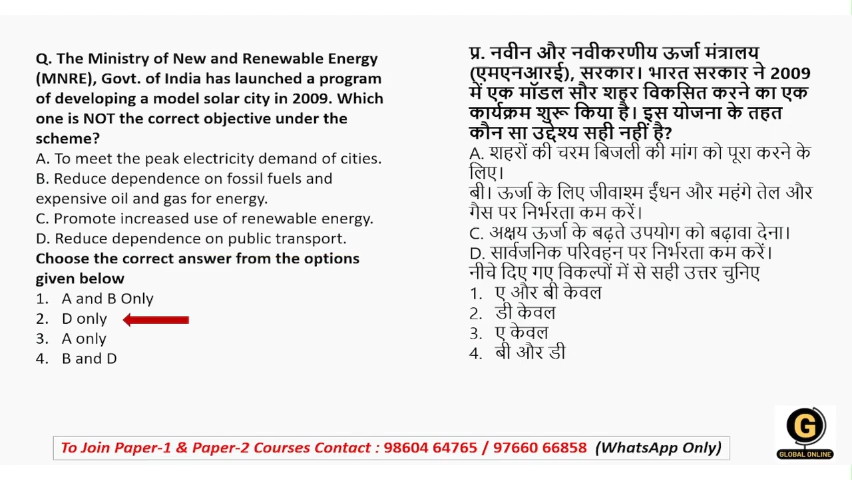 Q. The Ministry of New and Renewable Energy
(MNRE), Govt. of India has launched a program
of developing a model solar city in 2009. Which
one is NOT the correct objective under the
scheme?
A. To meet the peak electricity demand of cities.
B. Reduce dependence on fossil fuels and
expensive oil and gas for energy.
C. Promote increased use of renewable energy.
D. Reduce dependence on public transport.
Choose the correct answer from the options
given below
1. A and B Only
2. D only
3. A only
4. B and D
प्र. नवीन और नवीकरणीय ऊर्जा मंत्रालय
(एमएनआरई), सरकार। भारत सरकार ने 2009
में एक मॉडल सौर शहर विकसित करने का एक
कार्यक्रम शुरू किया है। इस योजना के तहत
कौन सा उद्देश्य सही नहीं है?
A. शहरों की चरम बिजली की मांग को पूरा करने के
लिए।
बी। ऊर्जा के लिए जीवाश्म ईंधन और महंगे तेल और
गैस पर निर्भरता कम करें।
C. अक्षय ऊर्जा के बढ़ते उपयोग को बढ़ावा देना।
D. सार्वजनिक परिवहन पर निर्भरता कम करें।
नीचे दिए गए विकल्पों में से सही उत्तर चुनिए
1. ए और बी केवल
2. डी केवल
3. ए केवल
4. बी और डी
To Join Paper-1 & Paper-2 Courses Contact : 98604 64765 / 97660 66858 (WhatsApp Only)
G
GLOBAL ONLINE